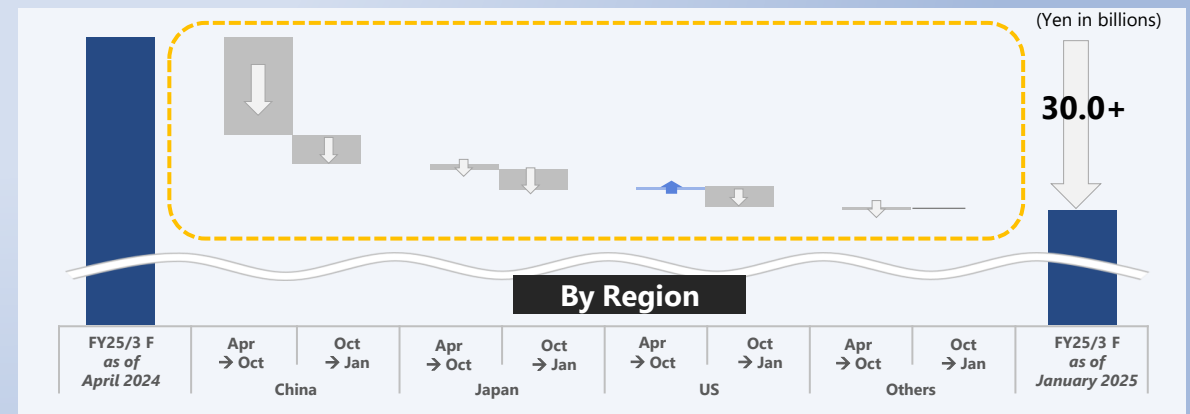 (Yen in billions)
30.0+
By Region
FY25/3 F
as of
April 2024
Apr
→ Oct
Oct
→ Jan
China
Apr
→ Oct
Oct
→ Jan
Japan
Apr
→ Oct
Oct
→ Jan
US
Apr
→ Oct
Oct
→ Jan
Others
FY25/3 F
as of
January 2025